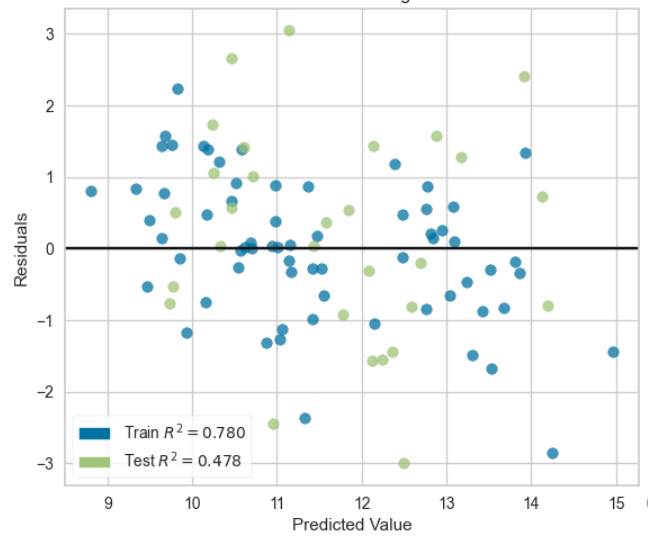 3
2
1
0
−1
−2
−3
Residuals
Train R² = 0.780
Test R² = 0.478
9 10 11 12 13 14 15
Predicted Value